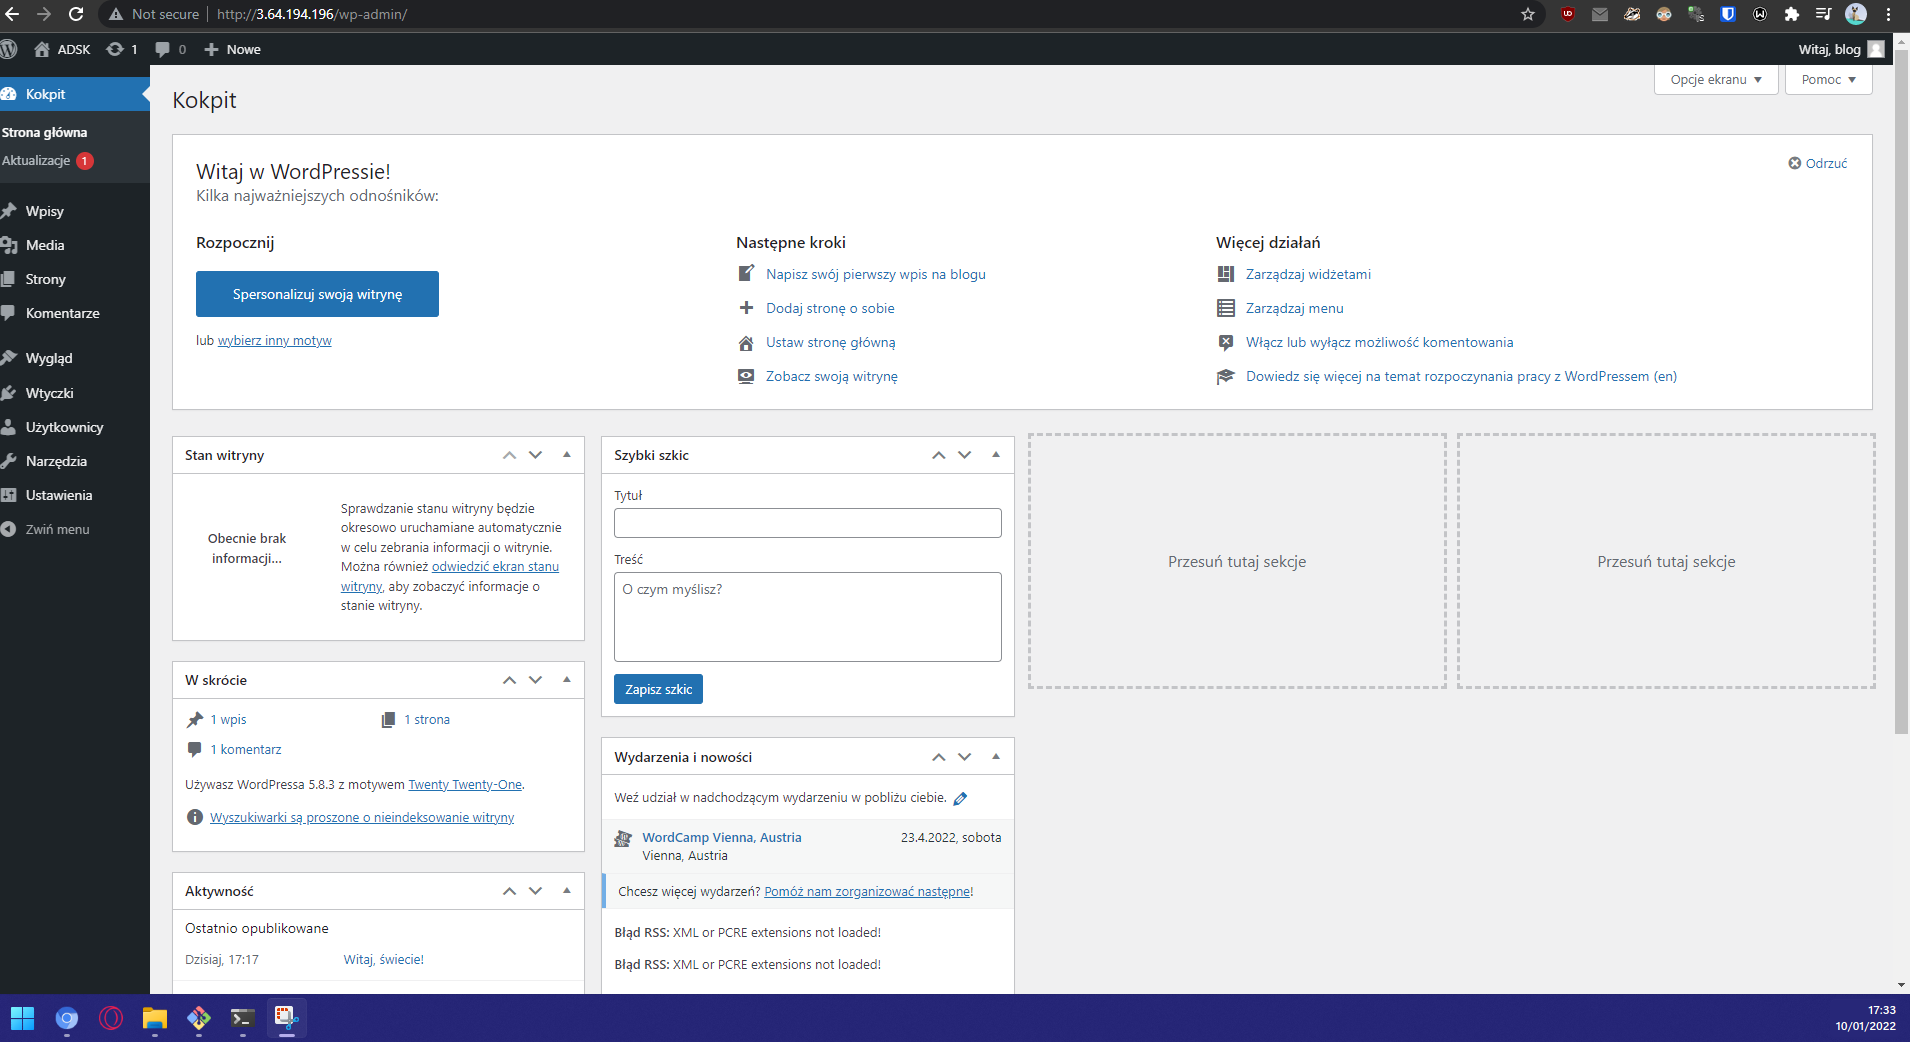 Not secure
http://3.64.194.196/wp-admin/
ADSK
1
0
Nowe
Witaj, blog
Kokpit
Strona główna
Aktualizacje 1
Wpisy
Media
Strony
Komentarze
Wygląd
Wtyczki
Użytkownicy
Narzędzia
Ustawienia
Zwiń menu
Kokpit
Opcje ekranu
Pomoc
Witaj w WordPressie!
Kilka najważniejszych odnośników:
Odrzuć
Rozpocznij
Spersonalizuj swoją witrynę
lub wybierz inny motyw
Następne kroki
Napisz swój pierwszy wpis na blogu
Dodaj stronę o sobie
Ustaw stronę główną
Zobacz swoją witrynę
Więcej działań
Zarządzaj widżetami
Zarządzaj menu
Włącz lub wyłącz możliwość komentowania
Dowiedz się więcej na temat rozpoczynania pracy z WordPressem (en)
Stan witryny
Obecnie brak
informacji...
Sprawdzanie stanu witryny będzie
okresowo uruchamiane automatycznie
w celu zebrania informacji o witrynie.
Można również odwiedzić ekran stanu
witryny, aby zobaczyć informacje o
stanie witryny.
W skrócie
1 wpis
1 strona
1 komentarz
Używasz WordPressa 5.8.3 z motywem Twenty Twenty-One.
Wyszukiwarki są proszone o nieindeksowanie witryny
Aktywność
Ostatnio opublikowane
Dzisiaj, 17:17
Witaj, świecie!
Szybki szkic
Tytuł
Treść
O czym myślisz?
Zapisz szkic
Wydarzenia i nowości
Weź udział w nadchodzącym wydarzeniu w pobliżu ciebie.
WordCamp Vienna, Austria
23.4.2022, sobota
Vienna, Austria
Chcesz więcej wydarzeń? Pomóż nam zorganizować następne!
Błąd RSS: XML or PCRE extensions not loaded!
Błąd RSS: XML or PCRE extensions not loaded!
Przesuń tutaj sekcje
Przesuń tutaj sekcje
17:33
10/01/2022